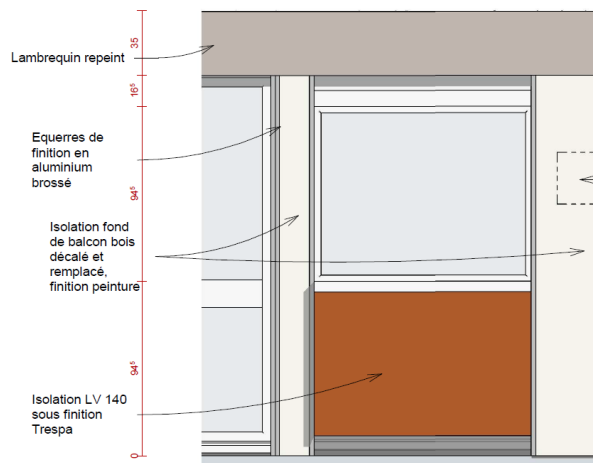 35
Lambrequin repeint
16⁵
Equerres de
finition en
aluminium
brossé
94⁵
Isolation fond
de balcon bois
décalé et
remplacé,
finition peinture
94⁵
Isolation LV 140
sous finition
Trespa
0